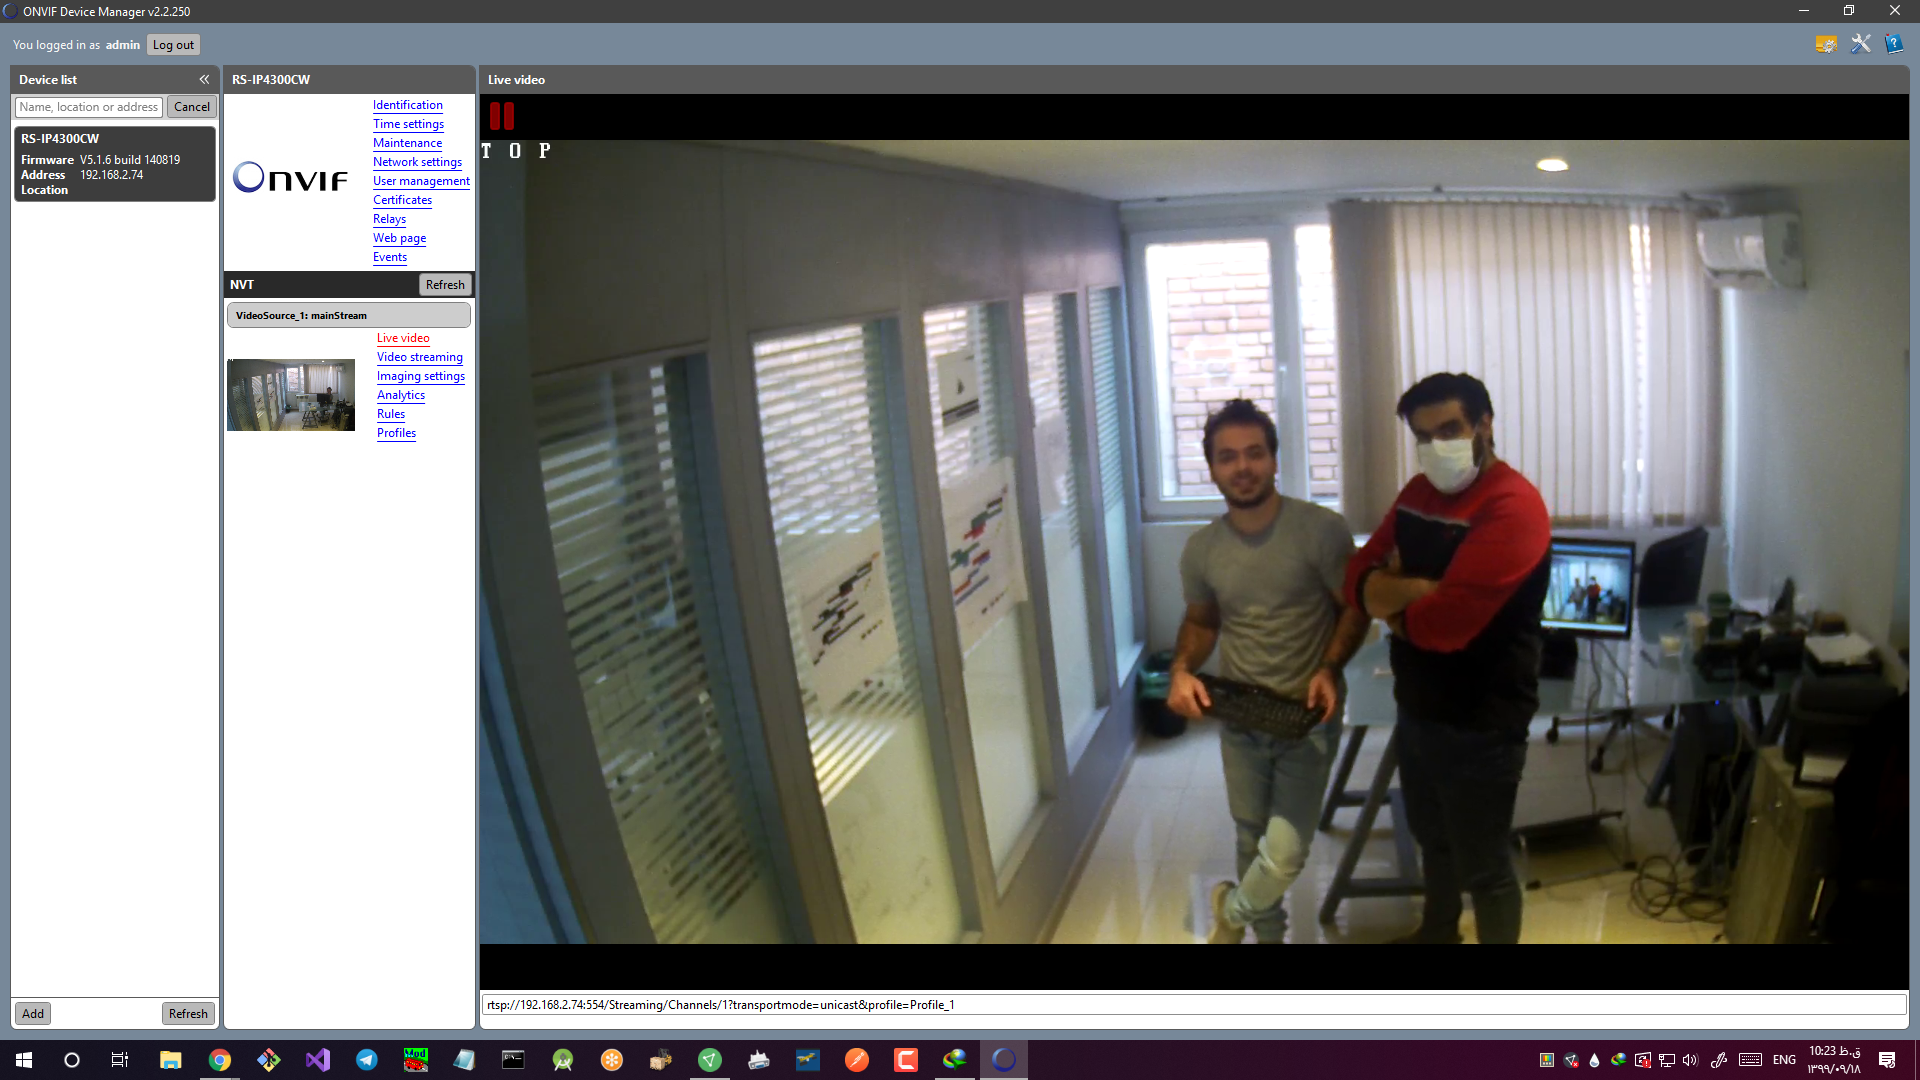 ONVIF Device Manager v2.2.250
You logged in as admin
Log out
Device list
«
Name, location or address
Cancel
RS-IP4300CW
Firmware V5.1.6 build 140819
Address 192.168.2.74
Location
Add
Refresh
RS-IP4300CW
ONVIF
Identification
Time settings
Maintenance
Network settings
User management
Certificates
Relays
Web page
Events
NVT
Refresh
VideoSource_1: mainStream
Live video
Video streaming
Imaging settings
Analytics
Rules
Profiles
Live video
TOP
rtsp://192.168.2.74:554/Streaming/Channels/1?transportmode=unicast&profile=Profile_1
ENG
10:23 ق.ظ
۱۳۹۹/۰۹/۱۸